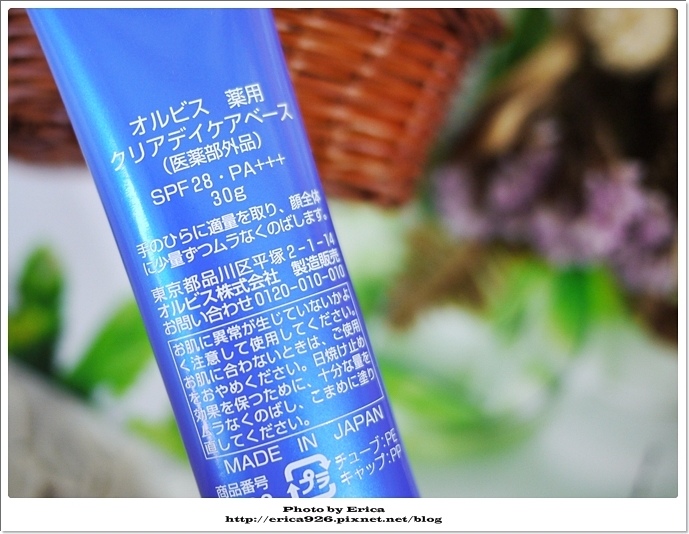 オルビス 薬用
クリアデイケアベース
(医薬部外品)
SPF28・PA+++
30g
手のひらに適量を取り、顔全体
に少量ずつムラなくのばします。
東京都品川区平塚2-1-14
オルビス株式会社 製造販売
お問い合わせ0120-010-010
お肌に異常が生じていないかよ
く注意して使用してください。
お肌に合わないときは、ご使用
をおやめください。日焼け止め
効果を保つために、十分な量を
ムラなくのばし、こまめに塗り
直してください。
MADE IN JAPAN
プラ
チューブ:PE
キャップ:PP
商品番号
Photo by Erica
http://erica926.pixnet.net/blog